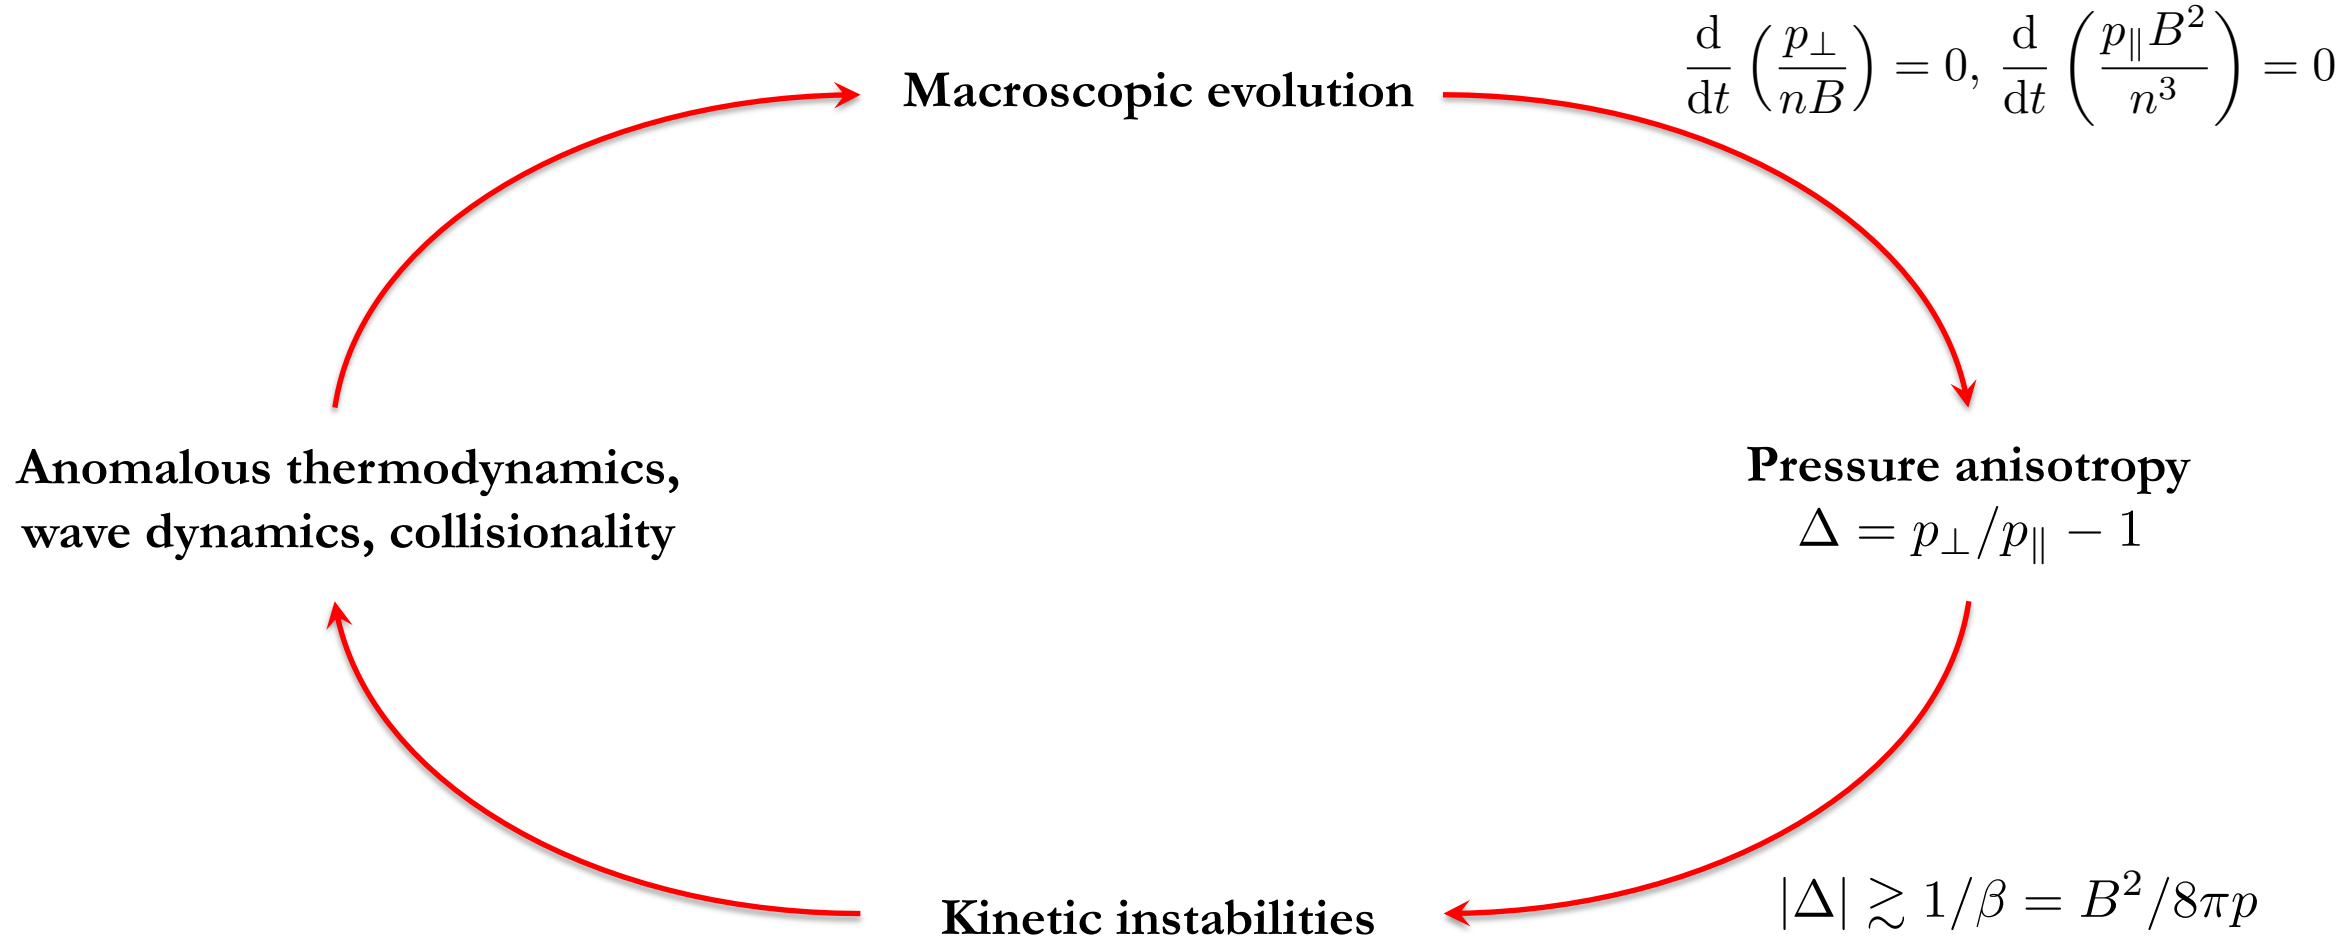 Macroscopic evolution
d/dt (p⊥/nB) = 0, d/dt (p∥B²/n³) = 0
Anomalous thermodynamics,
wave dynamics, collisionality
Pressure anisotropy
Δ = p⊥/p∥ − 1
Kinetic instabilities
|Δ| ≳ 1/β = B²/8πp